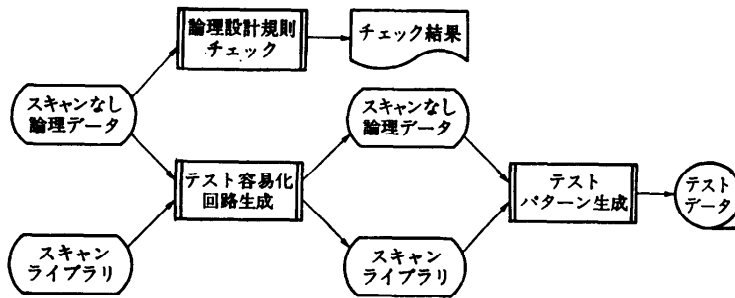 論理設計規則
チェック
チェック結果
スキャンなし
論理データ
スキャンなし
論理データ
テスト容易化
回路生成
テスト
パターン生成
テスト
データ
スキャン
ライブラリ
スキャン
ライブラリ